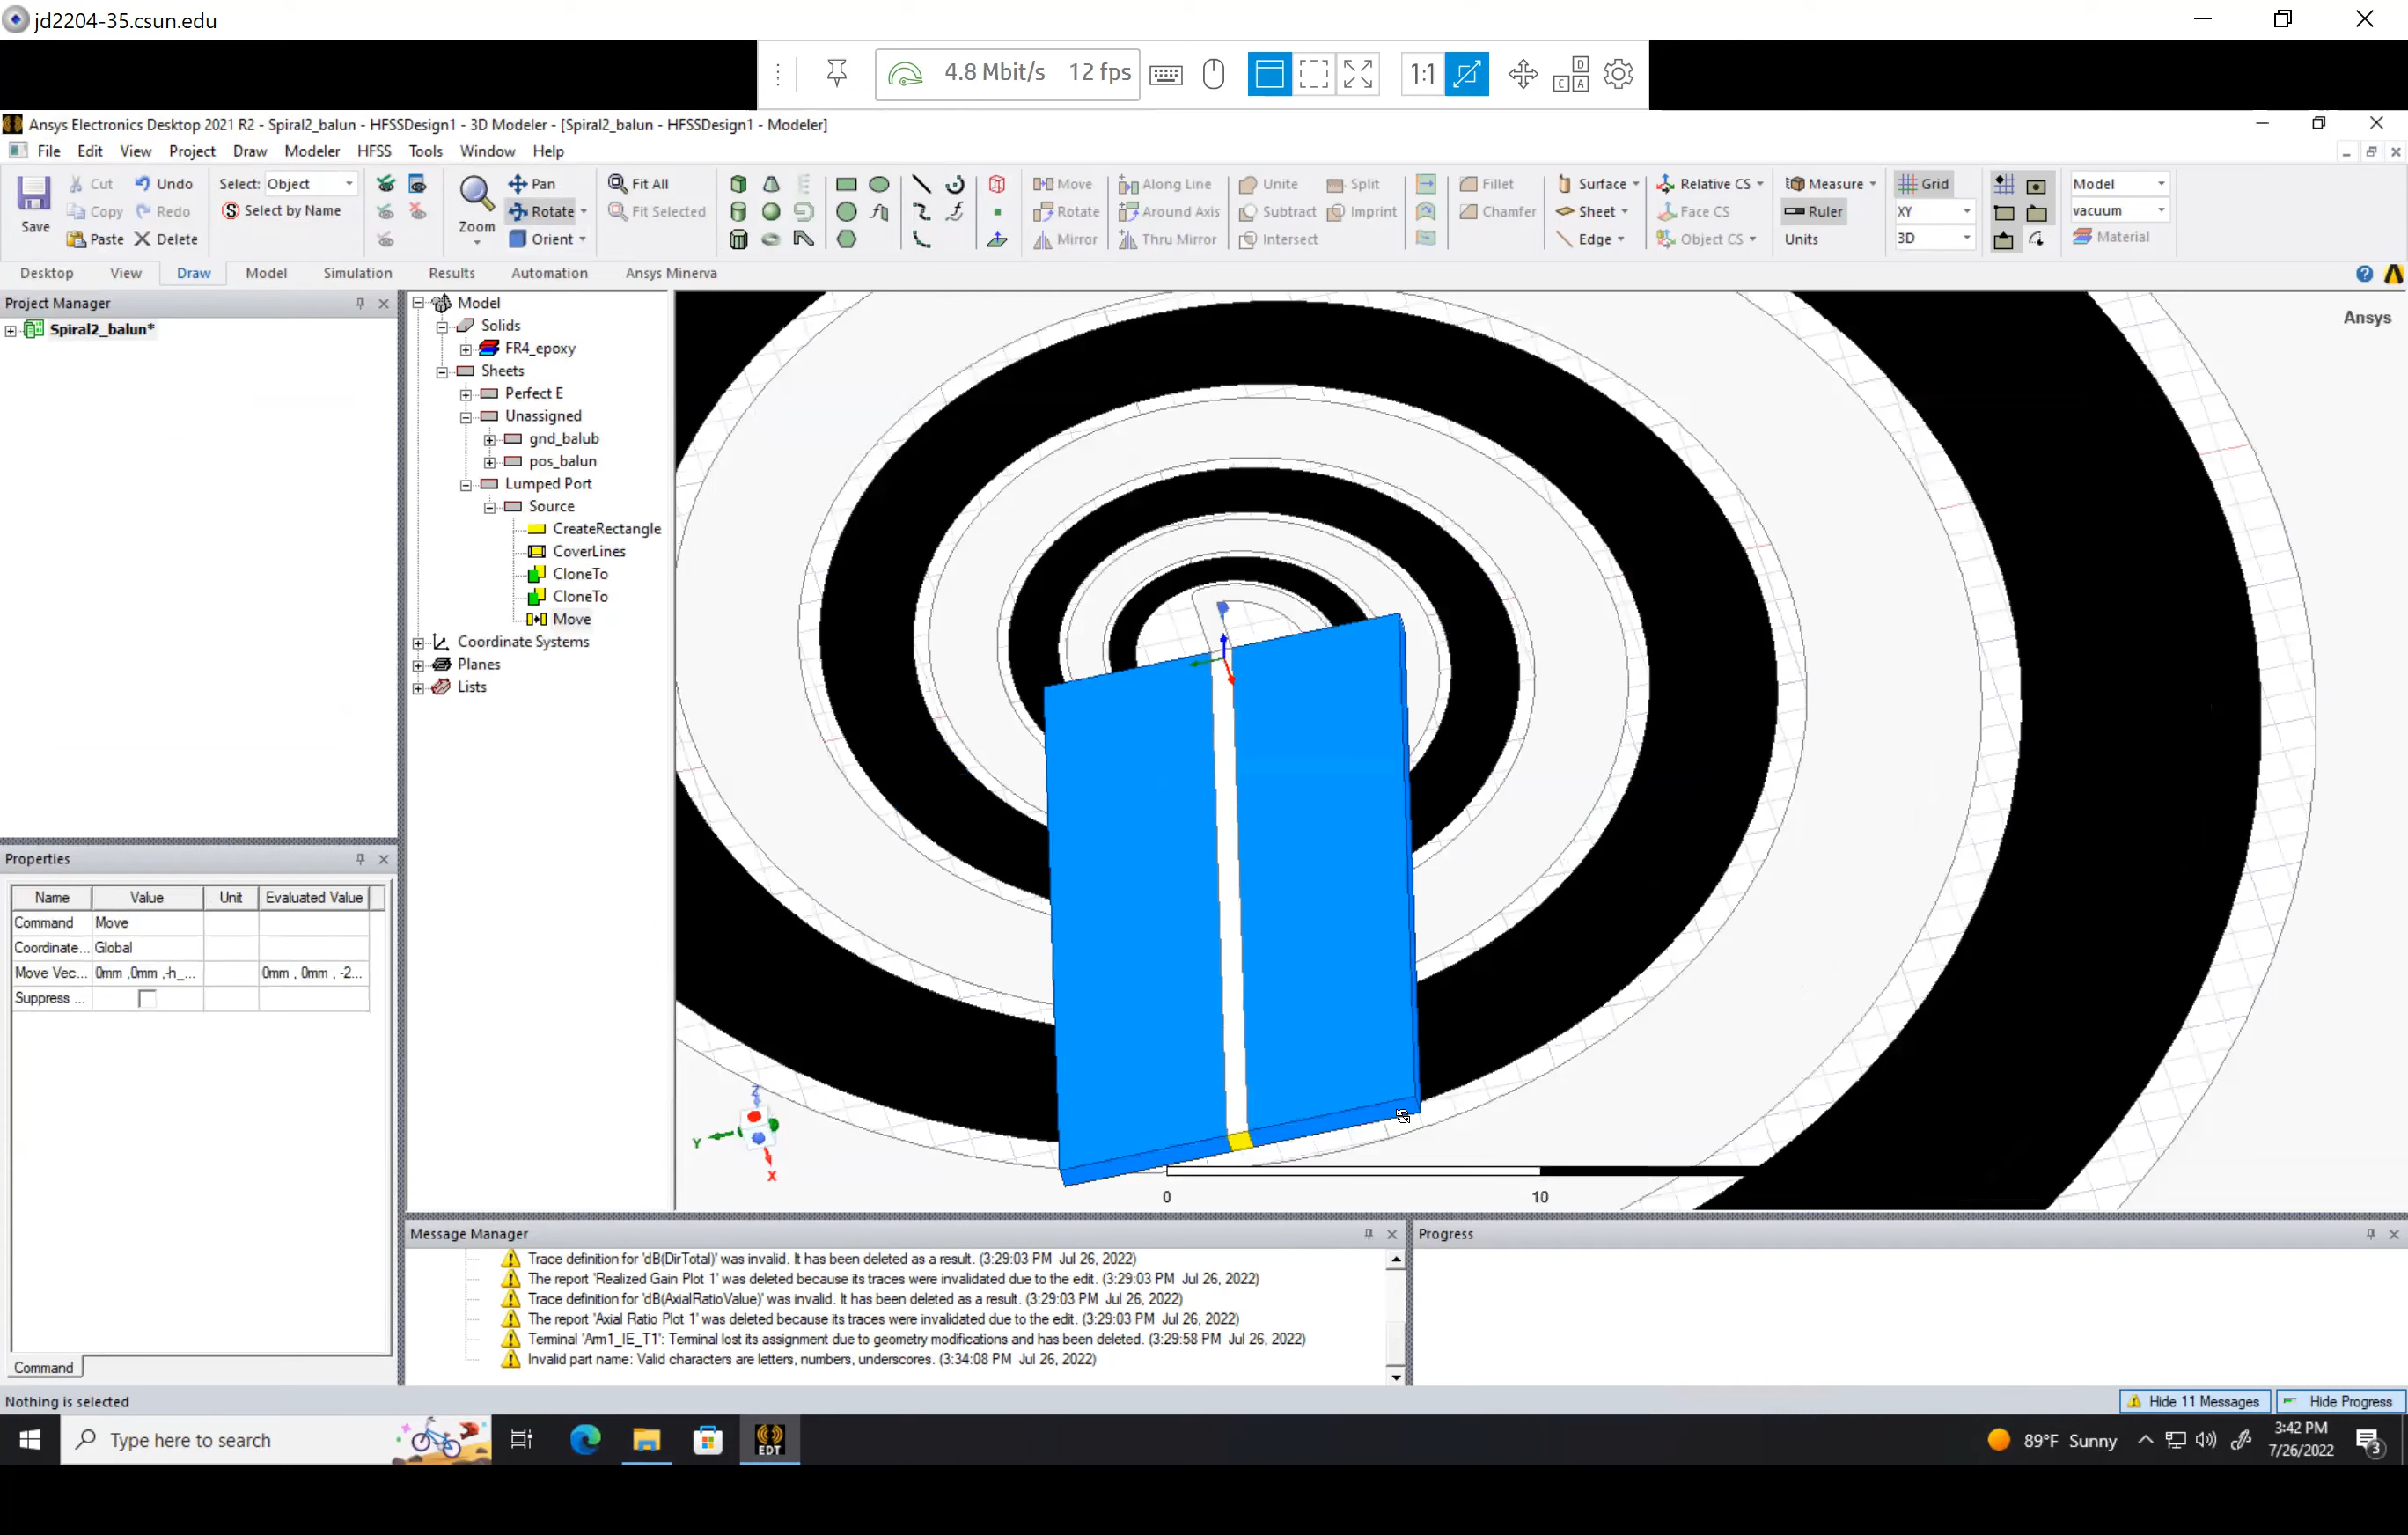 jd2204-35.csun.edu
4.8 Mbit/s 12 fps 1:1 D C A
Ansys Electronics Desktop 2021 R2 - Spiral2_balun - HFSSDesign1 - 3D Modeler - [Spiral2_balun - HFSSDesign1 - Modeler]
File Edit View Project Draw Modeler HFSS Tools Window Help
Save Cut Undo Select: Object Zoom Pan Fit All Move Along Line Unite Split Fillet Surface Relative CS Measure Grid Model
Copy Redo Select by Name Rotate Fit Selected Rotate Around Axis Subtract Imprint Chamfer Sheet Face CS Ruler XY vacuum
Paste Delete Orient Mirror Thru Mirror Intersect Edge Object CS Units 3D Material
Desktop View Draw Model Simulation Results Automation Ansys Minerva
Project Manager
Spiral2_balun*
Model
Solids
FR4_epoxy
Sheets
Perfect E
Unassigned
gnd_balub
pos_balun
Lumped Port
Source
CreateRectangle
CoverLines
CloneTo
CloneTo
Move
Coordinate Systems
Planes
Lists
Ansys
Z
Y
X
0 10
Properties
Name Value Unit Evaluated Value
Command Move
Coordinate... Global
Move Vec... 0mm ,0mm ,-h_... 0mm , 0mm , -2...
Suppress ...
Command
Message Manager
Trace definition for 'dB(DirTotal)' was invalid. It has been deleted as a result. (3:29:03 PM Jul 26, 2022)
The report 'Realized Gain Plot 1' was deleted because its traces were invalidated due to the edit. (3:29:03 PM Jul 26, 2022)
Trace definition for 'dB(AxialRatioValue)' was invalid. It has been deleted as a result. (3:29:03 PM Jul 26, 2022)
The report 'Axial Ratio Plot 1' was deleted because its traces were invalidated due to the edit. (3:29:03 PM Jul 26, 2022)
Terminal 'Arm1_IE_T1': Terminal lost its assignment due to geometry modifications and has been deleted. (3:29:58 PM Jul 26, 2022)
Invalid part name: Valid characters are letters, numbers, underscores. (3:34:08 PM Jul 26, 2022)
Progress
Nothing is selected
Hide 11 Messages Hide Progress
Type here to search
EDT
89°F Sunny
3:42 PM
7/26/2022
3